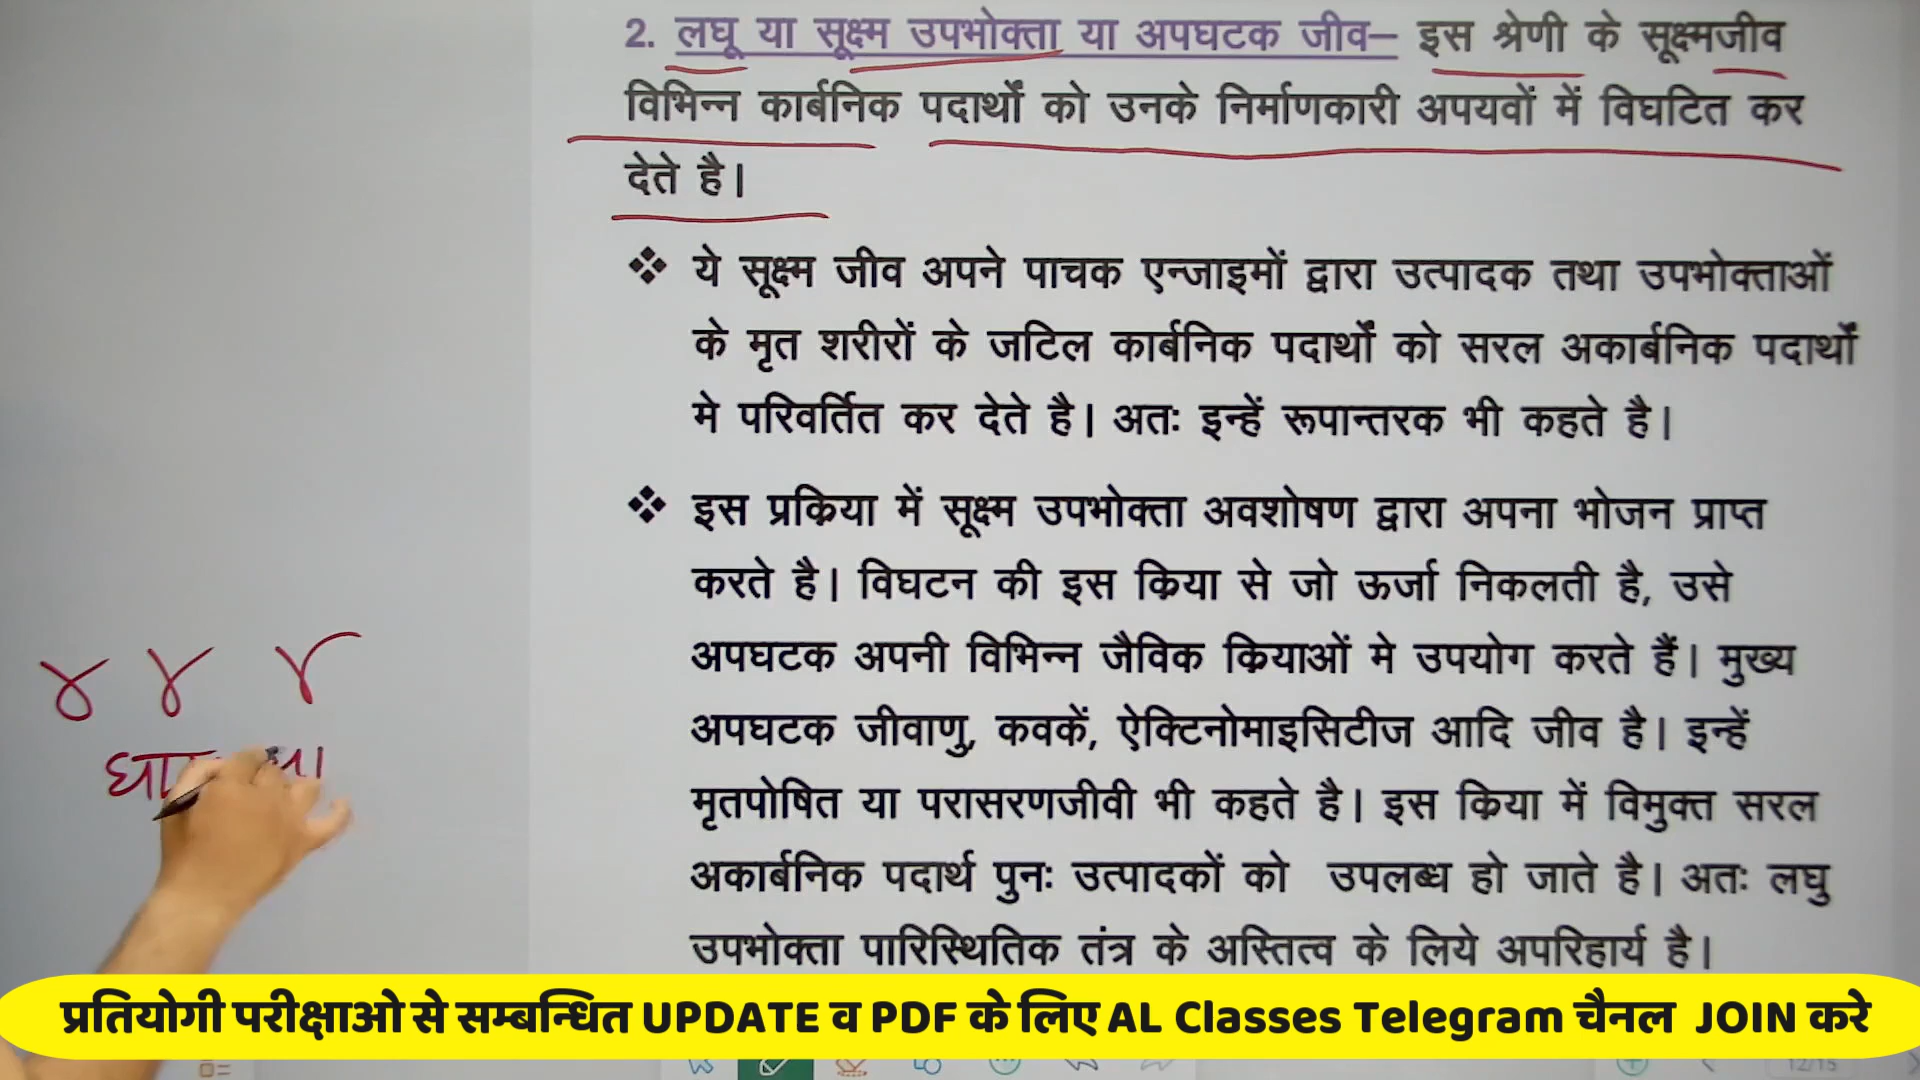 2. लघू या सूक्ष्म उपभोक्ता या अपघटक जीव– इस श्रेणी के सूक्ष्मजीव
विभिन्न कार्बनिक पदार्थों को उनके निर्माणकारी अपयवों में विघटित कर
देते है।
❖ ये सूक्ष्म जीव अपने पाचक एन्जाइमों द्वारा उत्पादक तथा उपभोक्ताओं
के मृत शरीरों के जटिल कार्बनिक पदार्थों को सरल अकार्बनिक पदार्थों
मे परिवर्तित कर देते है। अतः इन्हें रूपान्तरक भी कहते है।
❖ इस प्रक्रिया में सूक्ष्म उपभोक्ता अवशोषण द्वारा अपना भोजन प्राप्त
करते है। विघटन की इस क्रिया से जो ऊर्जा निकलती है, उसे
अपघटक अपनी विभिन्न जैविक क्रियाओं मे उपयोग करते हैं। मुख्य
अपघटक जीवाणु, कवकें, ऐक्टिनोमाइसिटीज आदि जीव है। इन्हें
मृतपोषित या परासरणजीवी भी कहते है। इस क्रिया में विमुक्त सरल
अकार्बनिक पदार्थ पुनः उत्पादकों को उपलब्ध हो जाते है। अतः लघु
उपभोक्ता पारिस्थितिक तंत्र के अस्तित्व के लिये अपरिहार्य है।
प्रतियोगी परीक्षाओ से सम्बन्धित UPDATE व PDF के लिए AL Classes Telegram चैनल JOIN करे
12/15